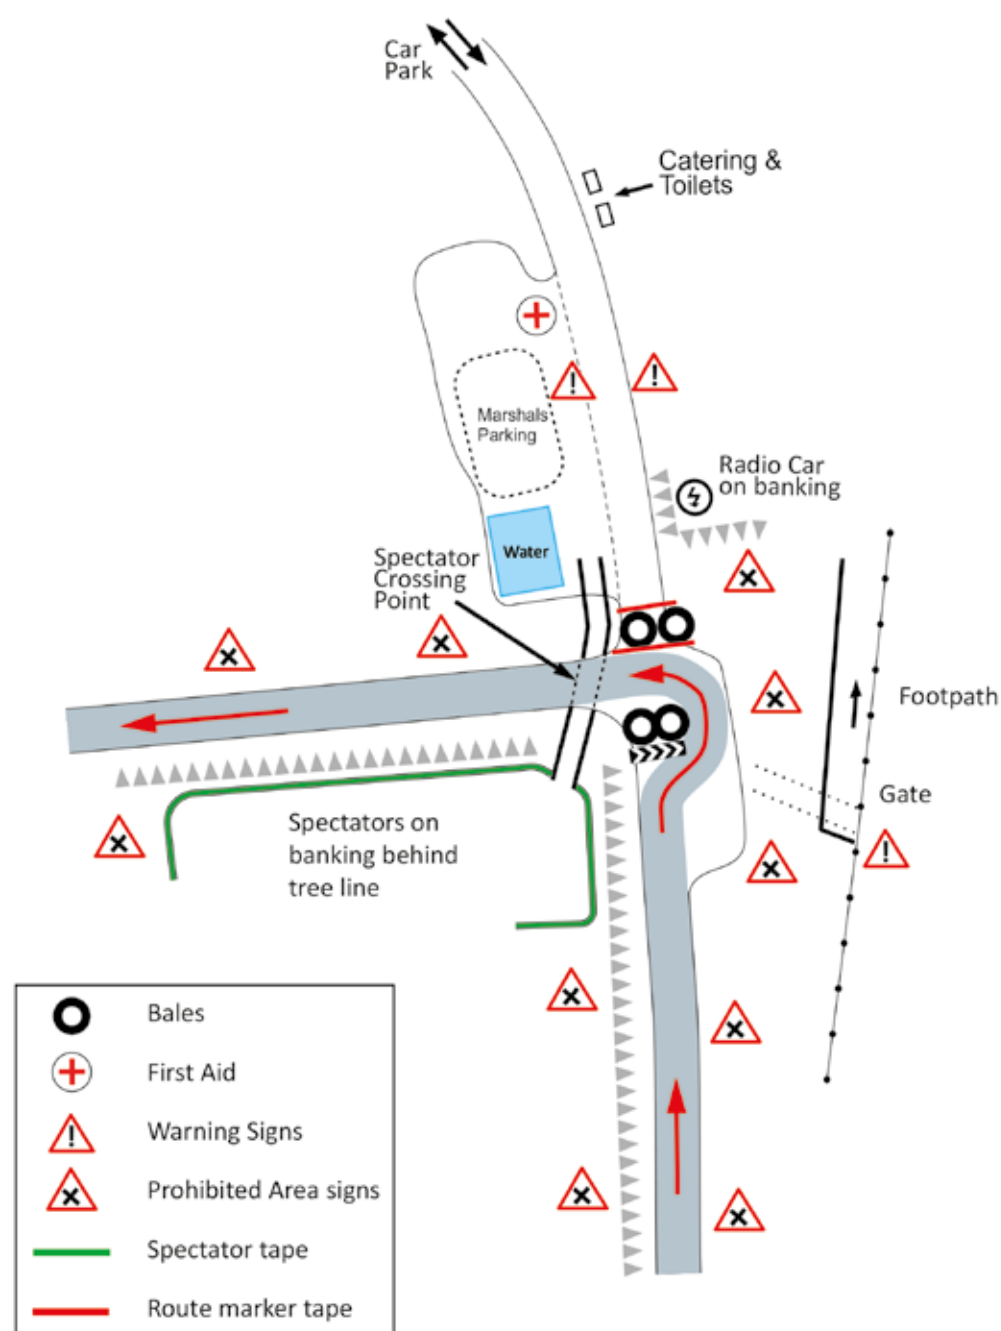 Car
Park
Catering &
Toilets
Marshals
Parking
Radio Car
on banking
Water
Spectator
Crossing
Point
Footpath
Gate
Spectators on
banking behind
tree line
Bales
First Aid
Warning Signs
Prohibited Area signs
Spectator tape
Route marker tape